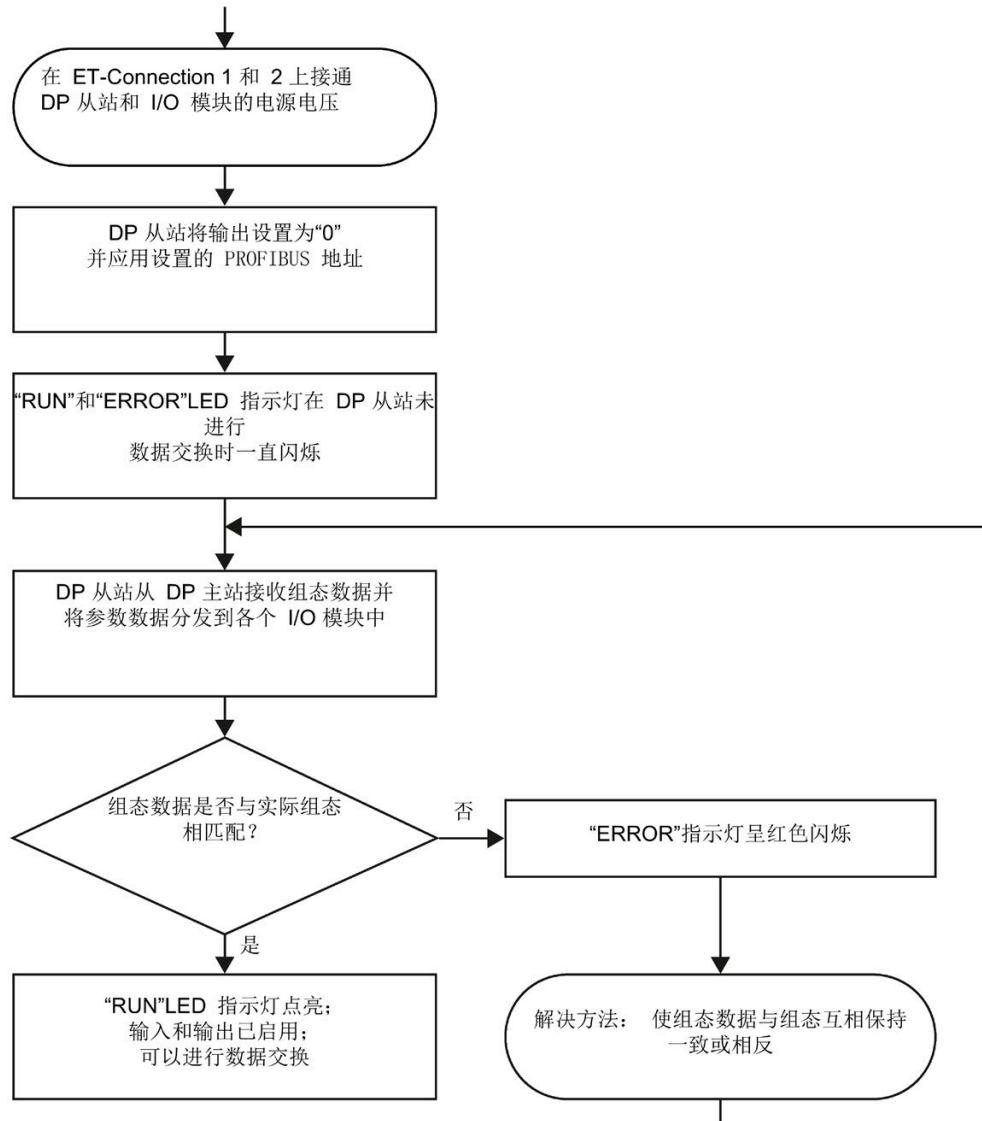 在 ET-Connection 1 和 2 上接通
DP 从站和 I/O 模块的电源电压
DP 从站将输出设置为“0”
并应用设置的 PROFIBUS 地址
“RUN”和“ERROR”LED 指示灯在 DP 从站未
进行
数据交换时一直闪烁
DP 从站从 DP 主站接收组态数据并
将参数数据分发到各个 I/O 模块中
组态数据是否与实际组态
相匹配？
否
“ERROR”指示灯呈红色闪烁
是
“RUN”LED 指示灯点亮；
输入和输出已启用；
可以进行数据交换
解决方法： 使组态数据与组态互相保持
一致或相反